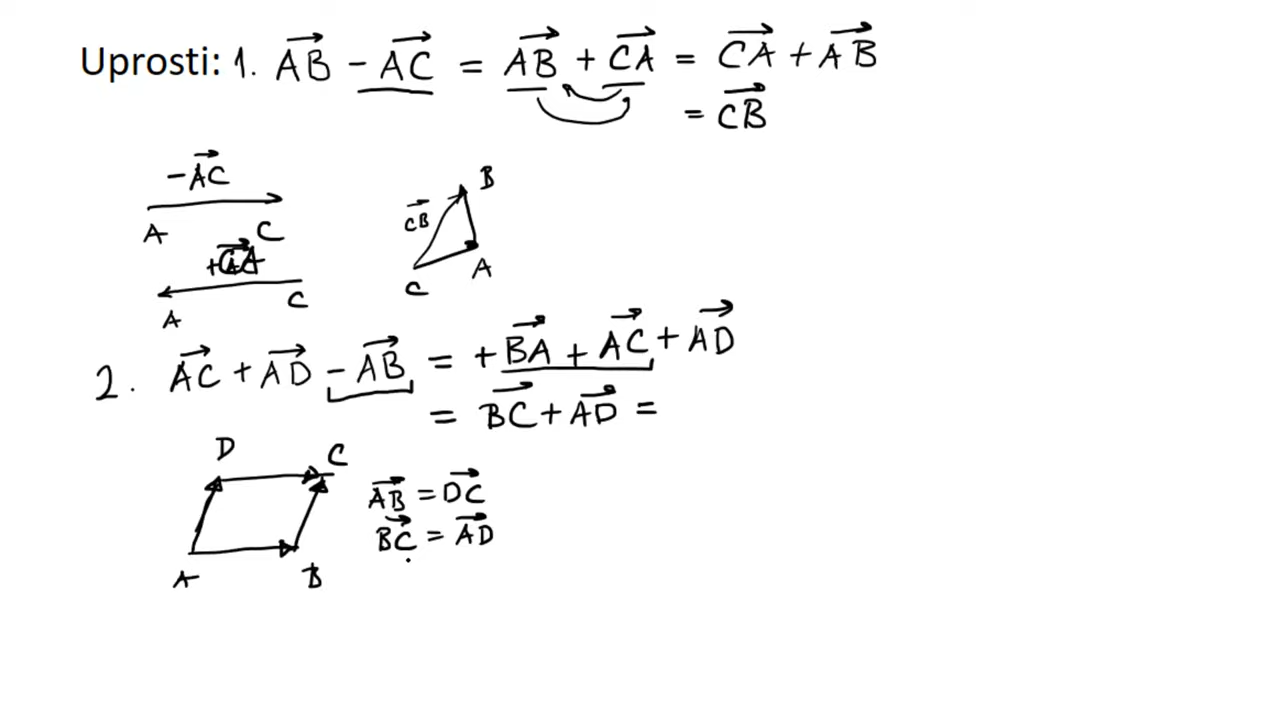 Uprosti: 1. AB⃗ - AC⃗ = AB⃗ + CA⃗ = CA⃗ + AB⃗
= CB⃗
-AC⃗
A C
A C
CB⃗
B
A
C
2. AC⃗ + AD⃗ - AB⃗ = + BA⃗ + AC⃗ + AD⃗
= BC⃗ + AD⃗ =
D C
A B
AB⃗ = DC⃗
BC⃗ = AD⃗